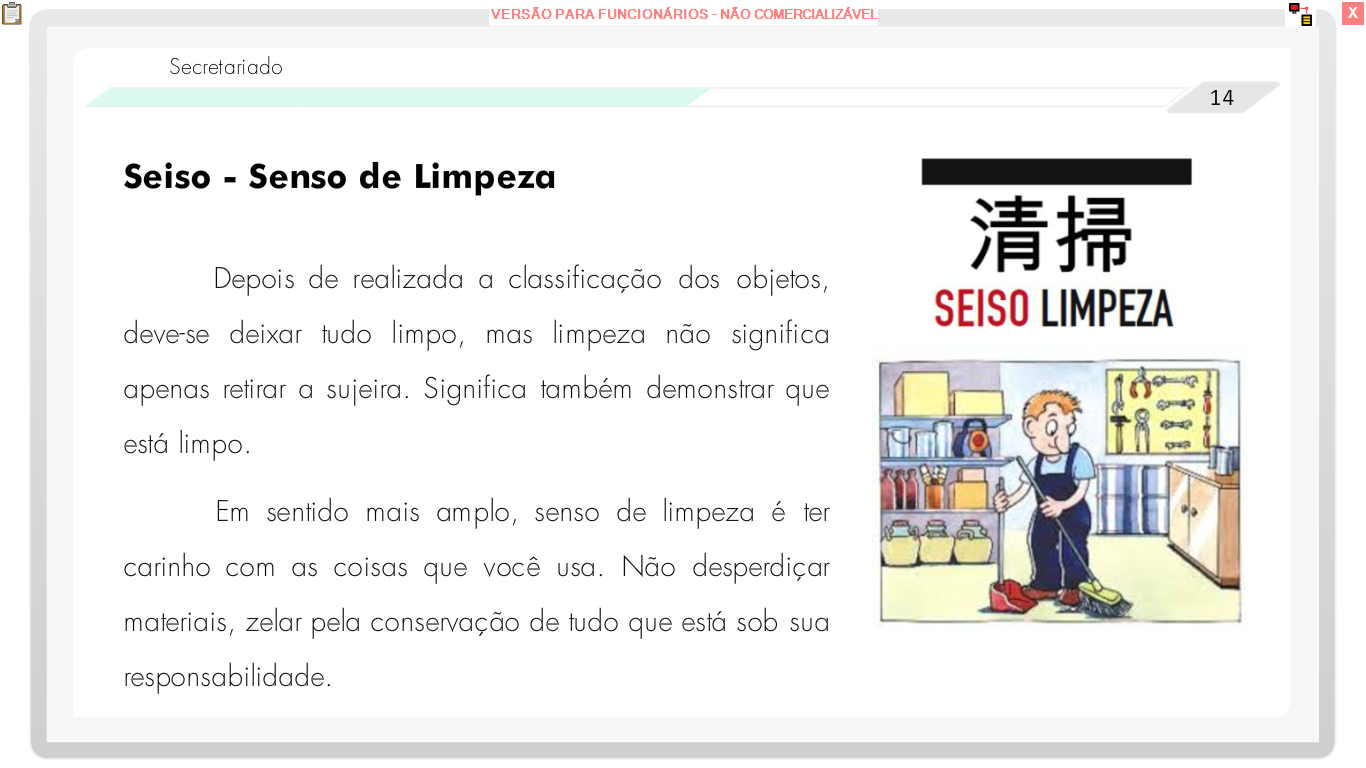 VERSÃO PARA FUNCIONÁRIOS - NÃO COMERCIALIZÁVEL
X
Secretariado
14
Seiso - Senso de Limpeza
Depois de realizada a classificação dos objetos,
deve-se deixar tudo limpo, mas limpeza não significa
apenas retirar a sujeira. Significa também demonstrar que
está limpo.
Em sentido mais amplo, senso de limpeza é ter
carinho com as coisas que você usa. Não desperdiçar
materiais, zelar pela conservação de tudo que está sob sua
responsabilidade.
清掃
SEISO LIMPEZA